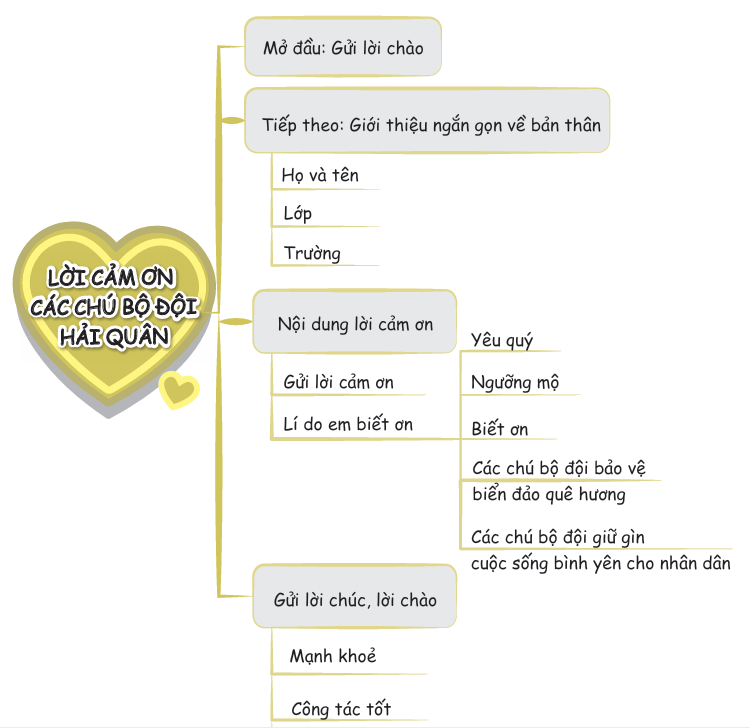 LỜI CẢM ƠN
CÁC CHÚ BỘ ĐỘI
HẢI QUÂN
Mở đầu: Gửi lời chào
Tiếp theo: Giới thiệu ngắn gọn về bản thân
Họ và tên
Lớp
Trường
Nội dung lời cảm ơn
Gửi lời cảm ơn
Lí do em biết ơn
Yêu quý
Ngưỡng mộ
Biết ơn
Các chú bộ đội bảo vệ
biển đảo quê hương
Các chú bộ đội giữ gìn
cuộc sống bình yên cho nhân dân
Gửi lời chúc, lời chào
Mạnh khoẻ
Công tác tốt